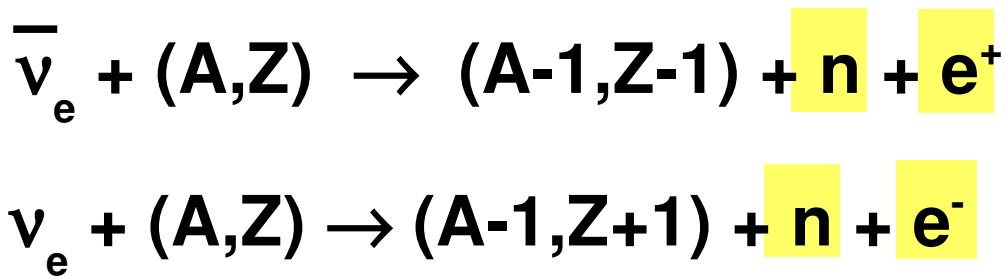 ν̅ₑ + (A,Z) → (A-1,Z-1) + n + e⁺
νₑ + (A,Z) → (A-1,Z+1) + n + e⁻